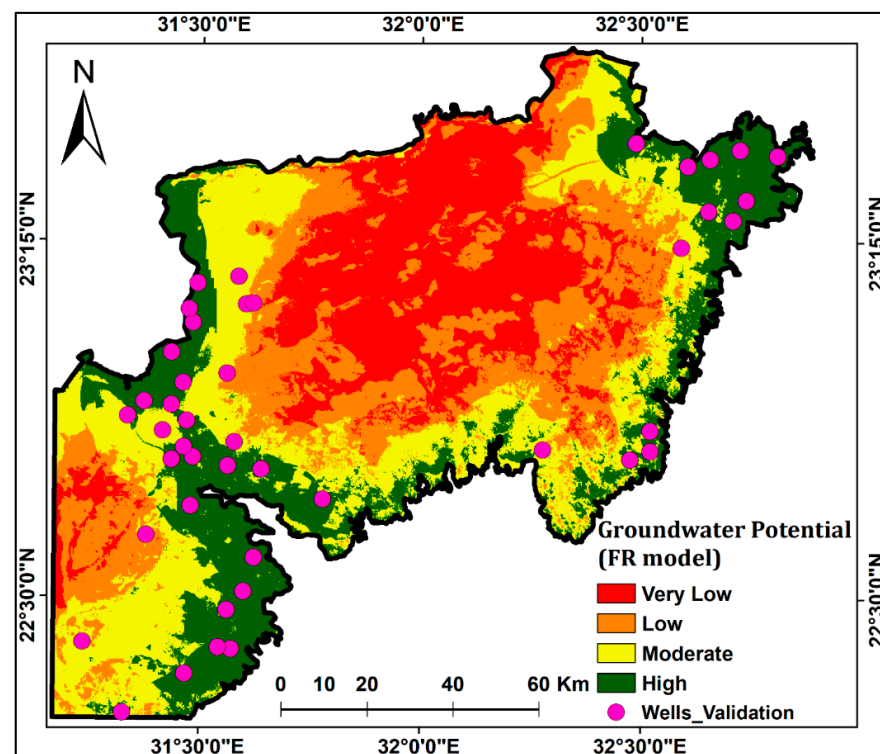 31°30'0"E 32°0'0"E 32°30'0"E
N
23°15'0"N 23°15'0"N
22°30'0"N 22°30'0"N
Groundwater Potential
(FR model)
Very Low
Low
Moderate
High
Wells_Validation
0 10 20 40 60 Km
31°30'0"E 32°0'0"E 32°30'0"E